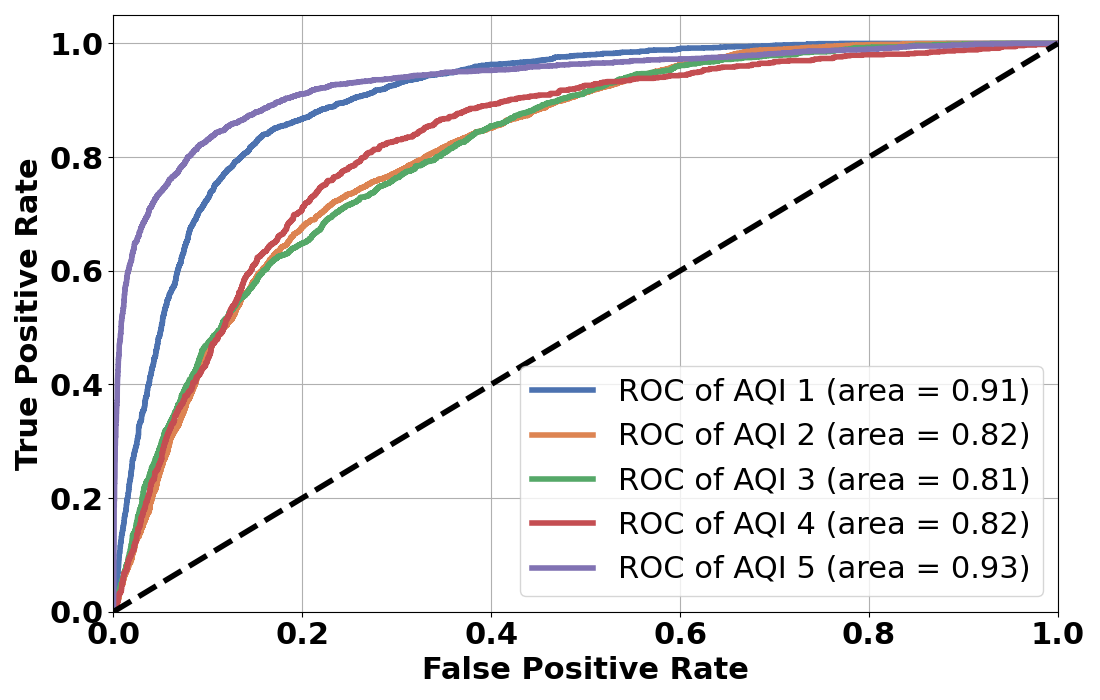 True Positive Rate
1.0
0.8
0.6
0.4
0.2
0.0
ROC of AQI 1 (area = 0.91)
ROC of AQI 2 (area = 0.82)
ROC of AQI 3 (area = 0.81)
ROC of AQI 4 (area = 0.82)
ROC of AQI 5 (area = 0.93)
0.0 0.2 0.4 0.6 0.8 1.0
False Positive Rate